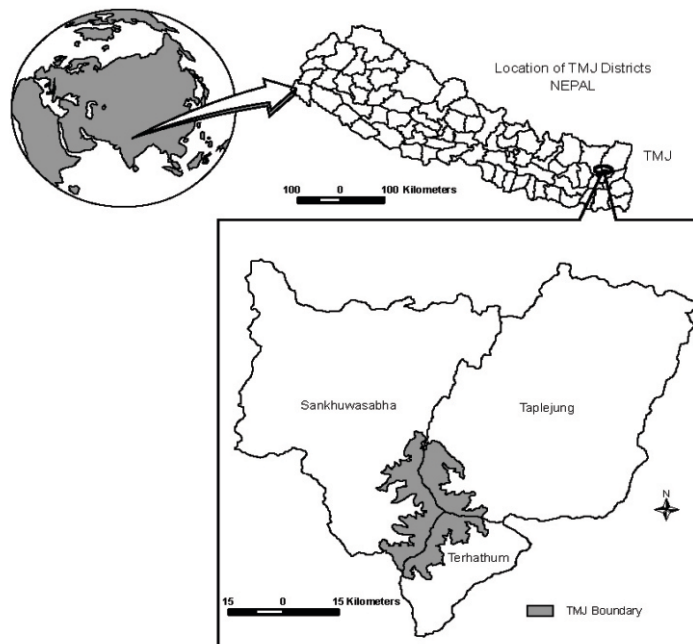 Location of TMJ Districts
NEPAL
TMJ
100 0 100 Kilometers
Sankhuwasabha
Taplejung
N
Terhathum
15 0 15 Kilometers
TMJ Boundary